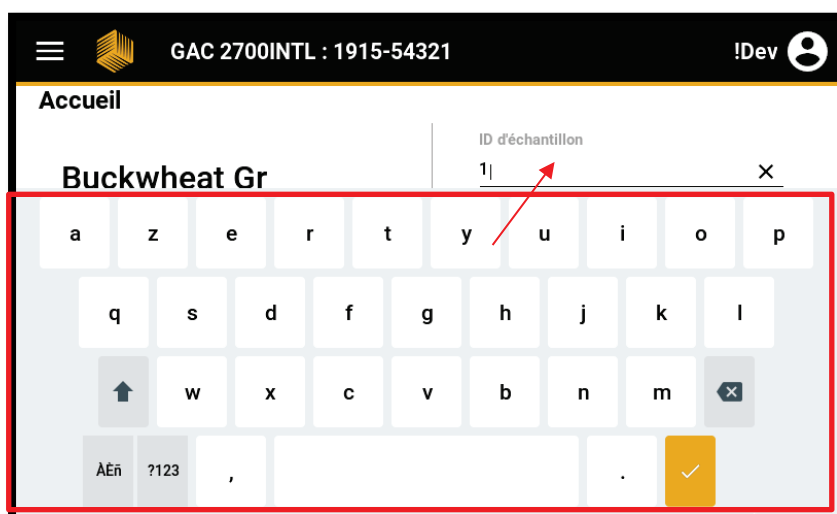 GAC 2700INTL : 1915-54321 !Dev
Accueil
ID d'échantillon
1
Buckwheat Gr
a z e r t y u i o p
q s d f g h j k l
w x c v b n m
ÀÈñ ?123 , .